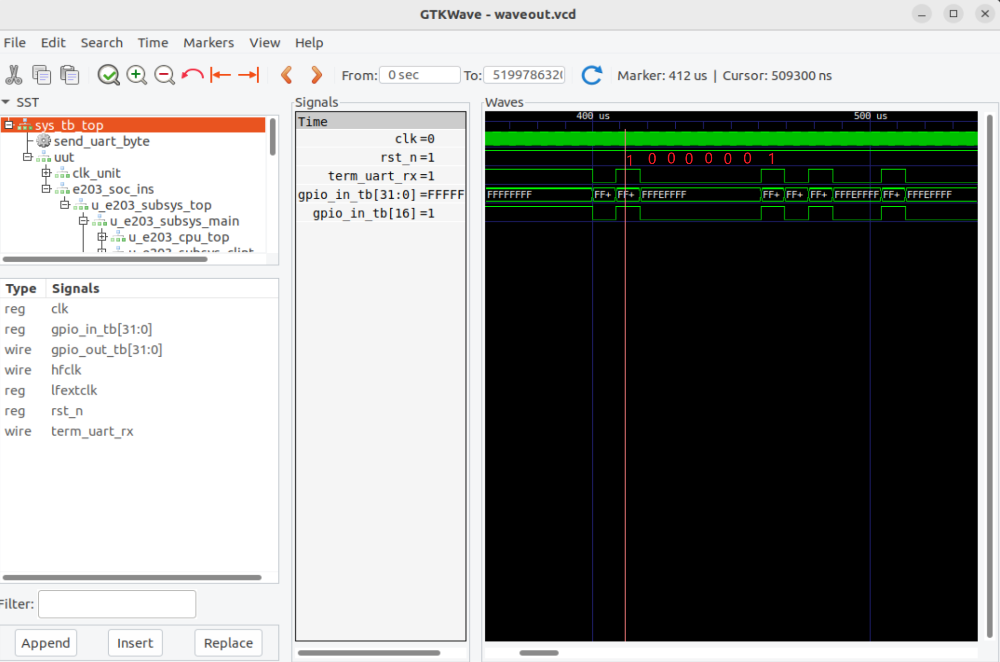 GTKWave - waveout.vcd
File Edit Search Time Markers View Help
From: 0 sec To: 519978632 Marker: 412 us | Cursor: 509300 ns
SST
sys_tb_top
send_uart_byte
uut
clk_unit
e203_soc_ins
u_e203_subsys_top
u_e203_subsys_main
u_e203_cpu_top
u_e203_subsys_clint
Type Signals
reg clk
reg gpio_in_tb[31:0]
wire gpio_out_tb[31:0]
wire hfclk
reg lfextclk
reg rst_n
wire term_uart_rx
Filter:
Append Insert Replace
Signals
Time
clk =0
rst_n =1
term_uart_rx =1
gpio_in_tb[31:0] =FFFFF
gpio_in_tb[16] =1
Waves
400 us 500 us
1 0 0 0 0 0 0 1
FFFFFFFF FF+ FF+ FFFEFFFF FF+ FF+ FF+ FFFEFFFF FF+ FFFEFFFF